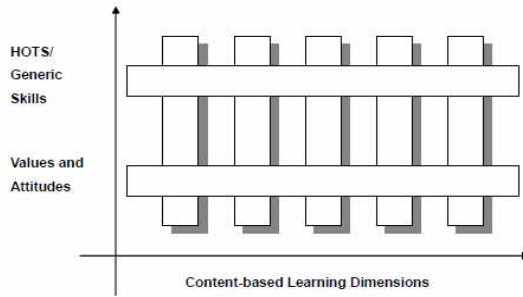 HOTS/
Generic
Skills
Values and
Attitudes
Content-based Learning Dimensions